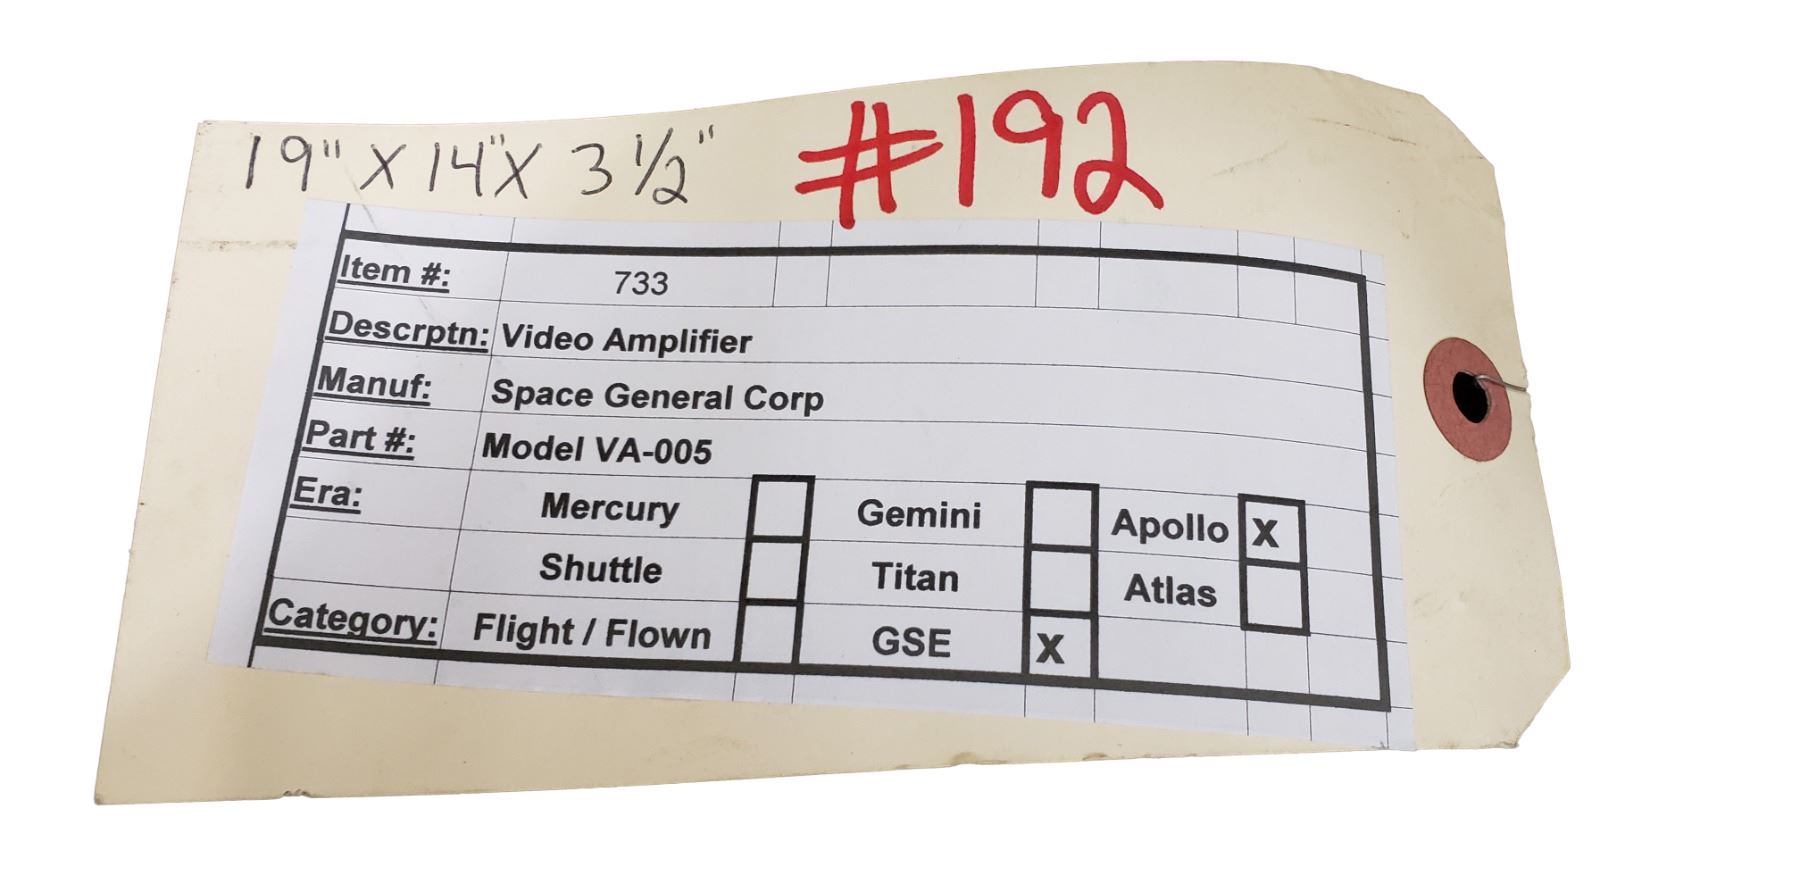 19" X 14" X 3 1/2" #192
Item #: 733
Descrptn: Video Amplifier
Manuf: Space General Corp
Part #: Model VA-005
Era: Mercury Gemini Apollo X
Shuttle Titan Atlas
Category: Flight / Flown GSE X